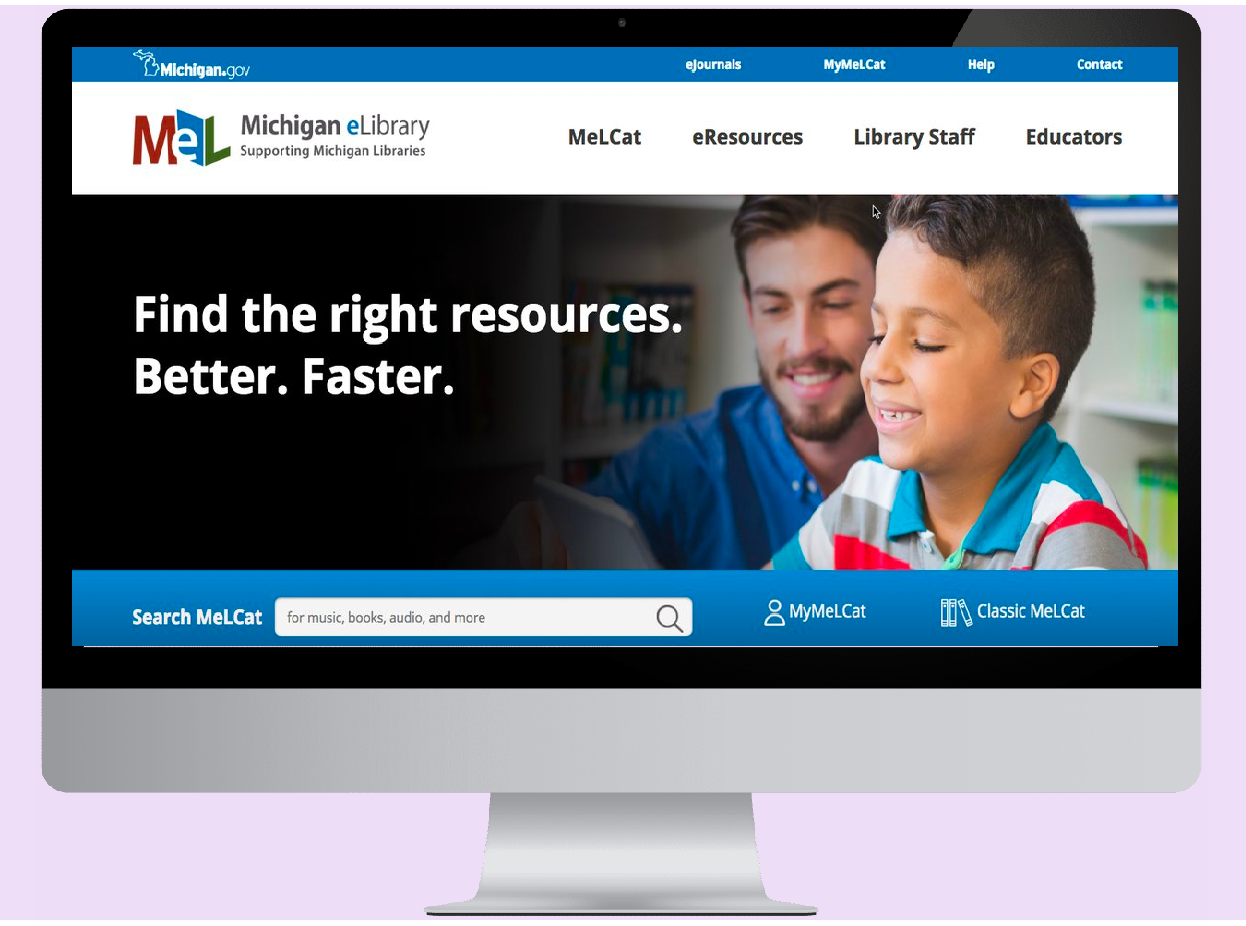 Michigan.gov
eJournals MyMeLCat Help Contact
MeL
Michigan eLibrary
Supporting Michigan Libraries
MeLCat eResources Library Staff Educators
Find the right resources.
Better. Faster.
Search MeLCat for music, books, audio, and more MyMeLCat Classic MeLCat